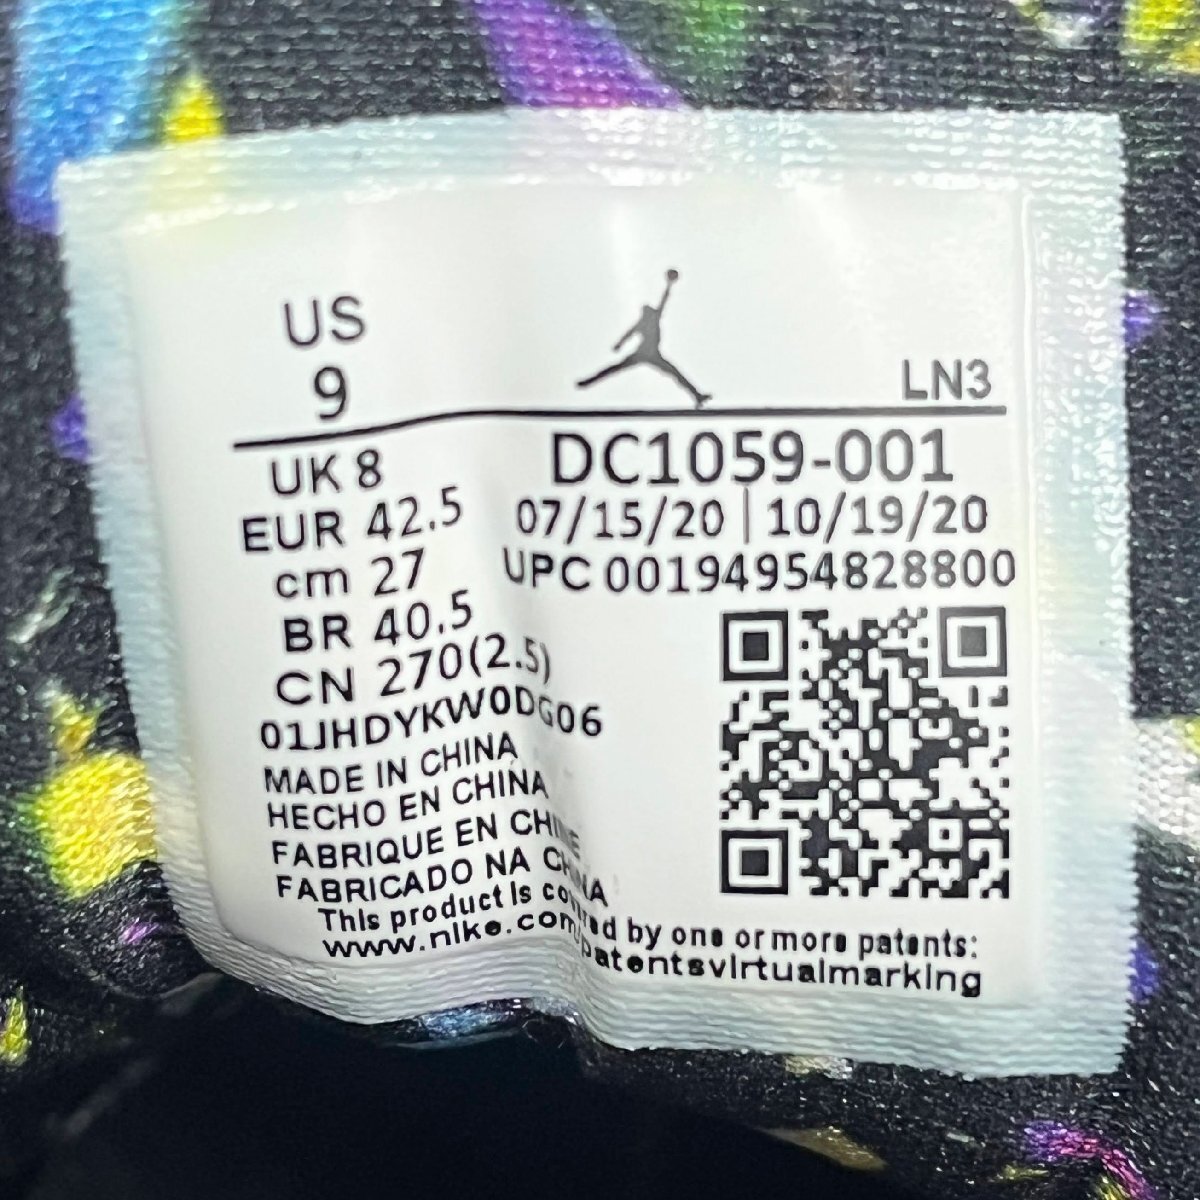 US
9
LN3
UK 8
EUR 42.5
cm 27
BR 40.5
CN 270(2.5)
01JHDYKW0DG06
DC1059-001
07/15/20 | 10/19/20
UPC 00194954828800
MADE IN CHINA
HECHO EN CHINA
FABRIQUE EN CHINE
FABRICADO NA CHINA
This product is covered by one or more patents:
www.nike.com/patentsvirtualmarking